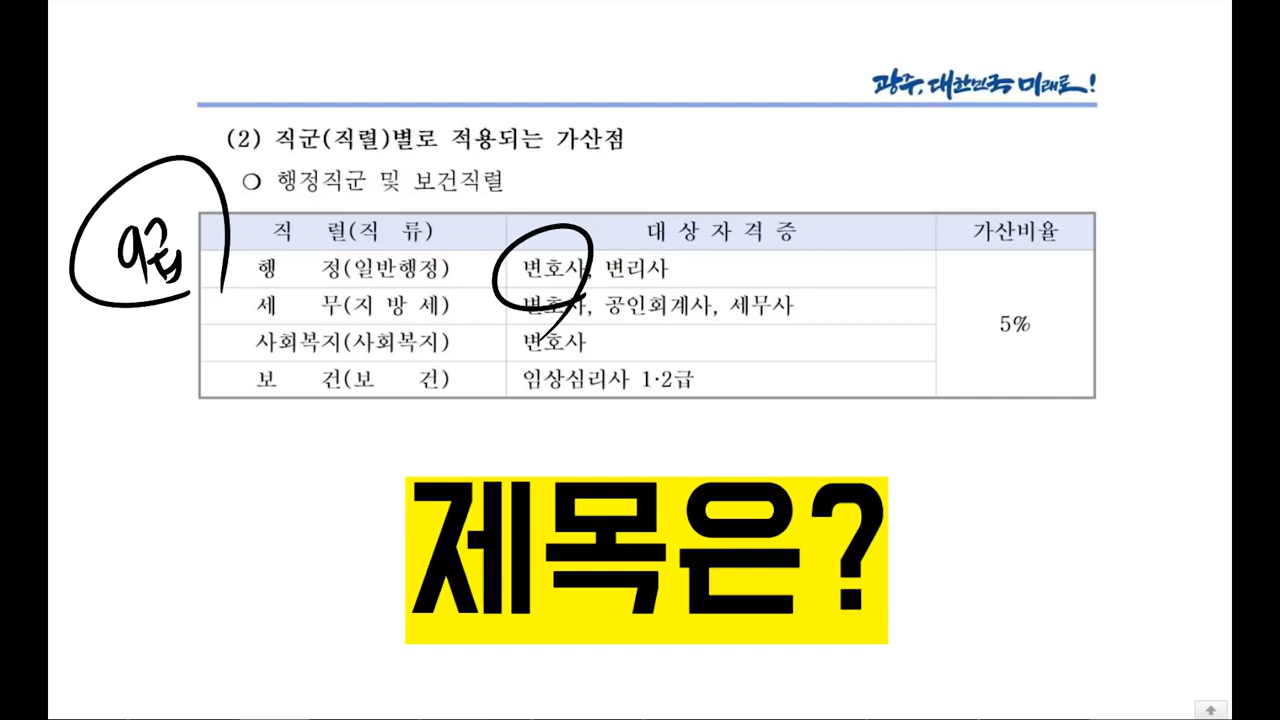 광주, 대한민국 미래로!
(2) 직군(직렬)별로 적용되는 가산점
❍ 행정직군 및 보건직렬
9급
직 렬(직 류) 대 상 자 격 증 가산비율
행 정(일반행정) 변호사, 변리사
세 무(지 방 세) 변호사, 공인회계사, 세무사
5%
사회복지(사회복지) 변호사
보 건(보 건) 임상심리사 1·2급
제목은?